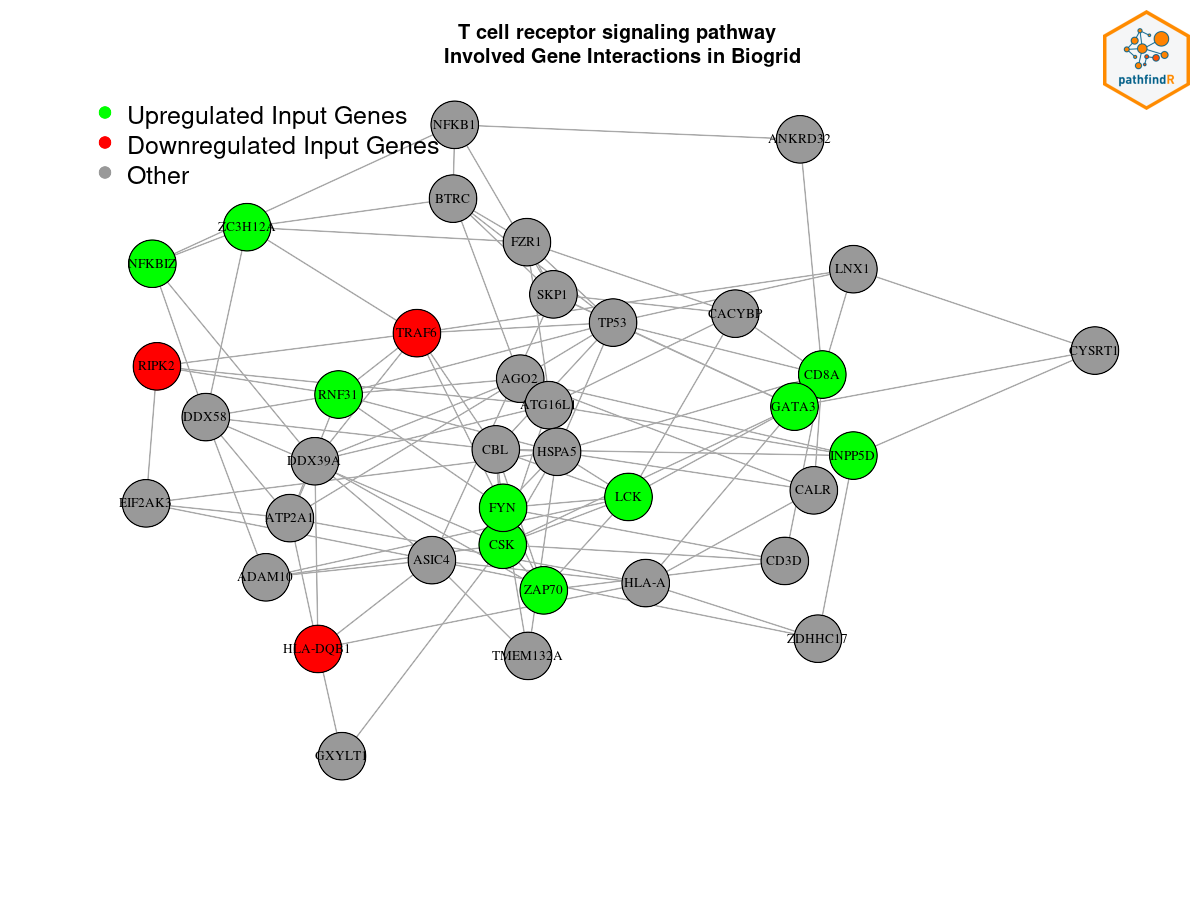 T cell receptor signaling pathway
Involved Gene Interactions in Biogrid
pathfindR
Upregulated Input Genes
Downregulated Input Genes
Other
NFKB1
ANKRD32
BTRC
ZC3H12A
FZR1
NFKBIZ
LNX1
SKP1
CACYBP
TP53
TRAF6
CYSRT1
RIPK2
CD8A
AGO2
RNF31
ATG16L1
GATA3
DDX58
CBL
HSPA5
INPP5D
DDX39A
CALR
LCK
EIF2AK3
FYN
ATP2A1
CSK
ASIC4
CD3D
ADAM10
HLA-A
ZAP70
ZDHHC17
HLA-DQB1
TMEM132A
GXYLT1